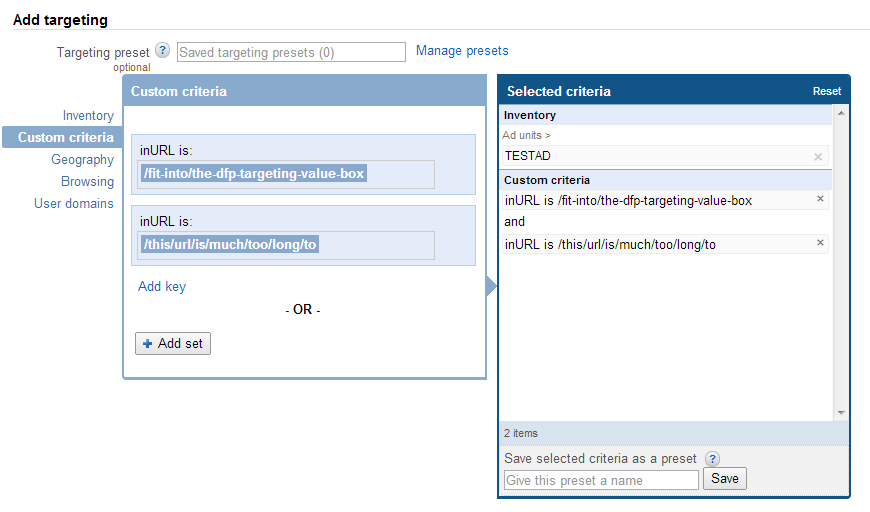 Add targeting
Targeting preset ? Saved targeting presets (0) Manage presets
optional
Inventory
Custom criteria
Geography
Browsing
User domains
Custom criteria
inURL is:
/fit-into/the-dfp-targeting-value-box
inURL is:
/this/url/is/much/too/long/to
Add key
- OR -
Add set
Selected criteria Reset
Inventory
Ad units >
TESTAD
Custom criteria
inURL is /fit-into/the-dfp-targeting-value-box
and
inURL is /this/url/is/much/too/long/to
2 items
Save selected criteria as a preset ?
Give this preset a name Save